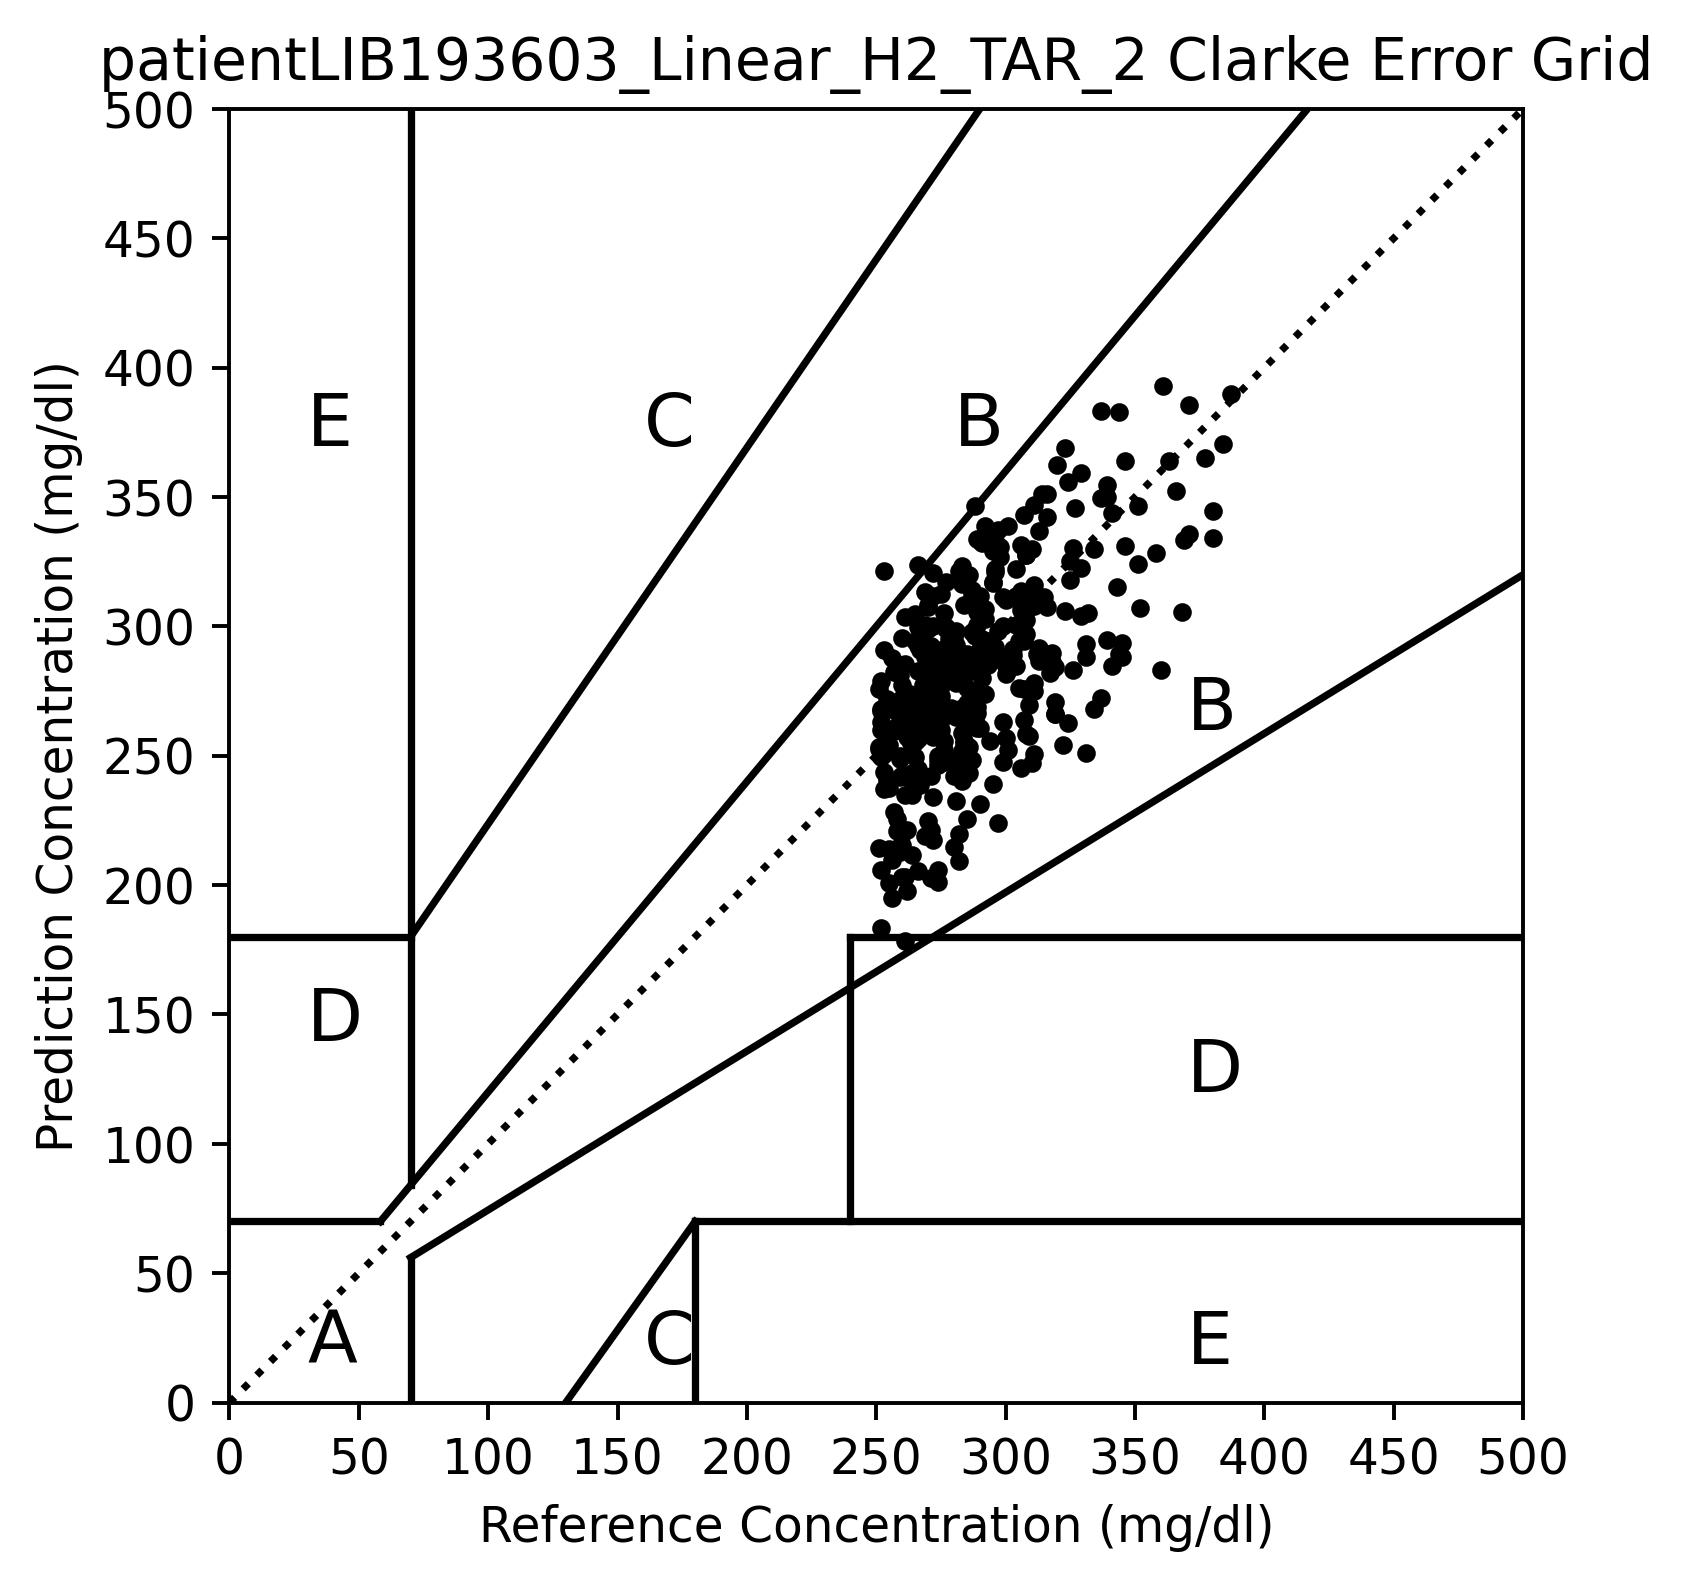 patientLIB193603_Linear_H2_TAR_2 Clarke Error Grid
500
450
400
350
300
250
200
150
100
50
0
Prediction Concentration (mg/dl)
E
C
B
B
D
D
A
C
E
0 50 100 150 200 250 300 350 400 450 500
Reference Concentration (mg/dl)